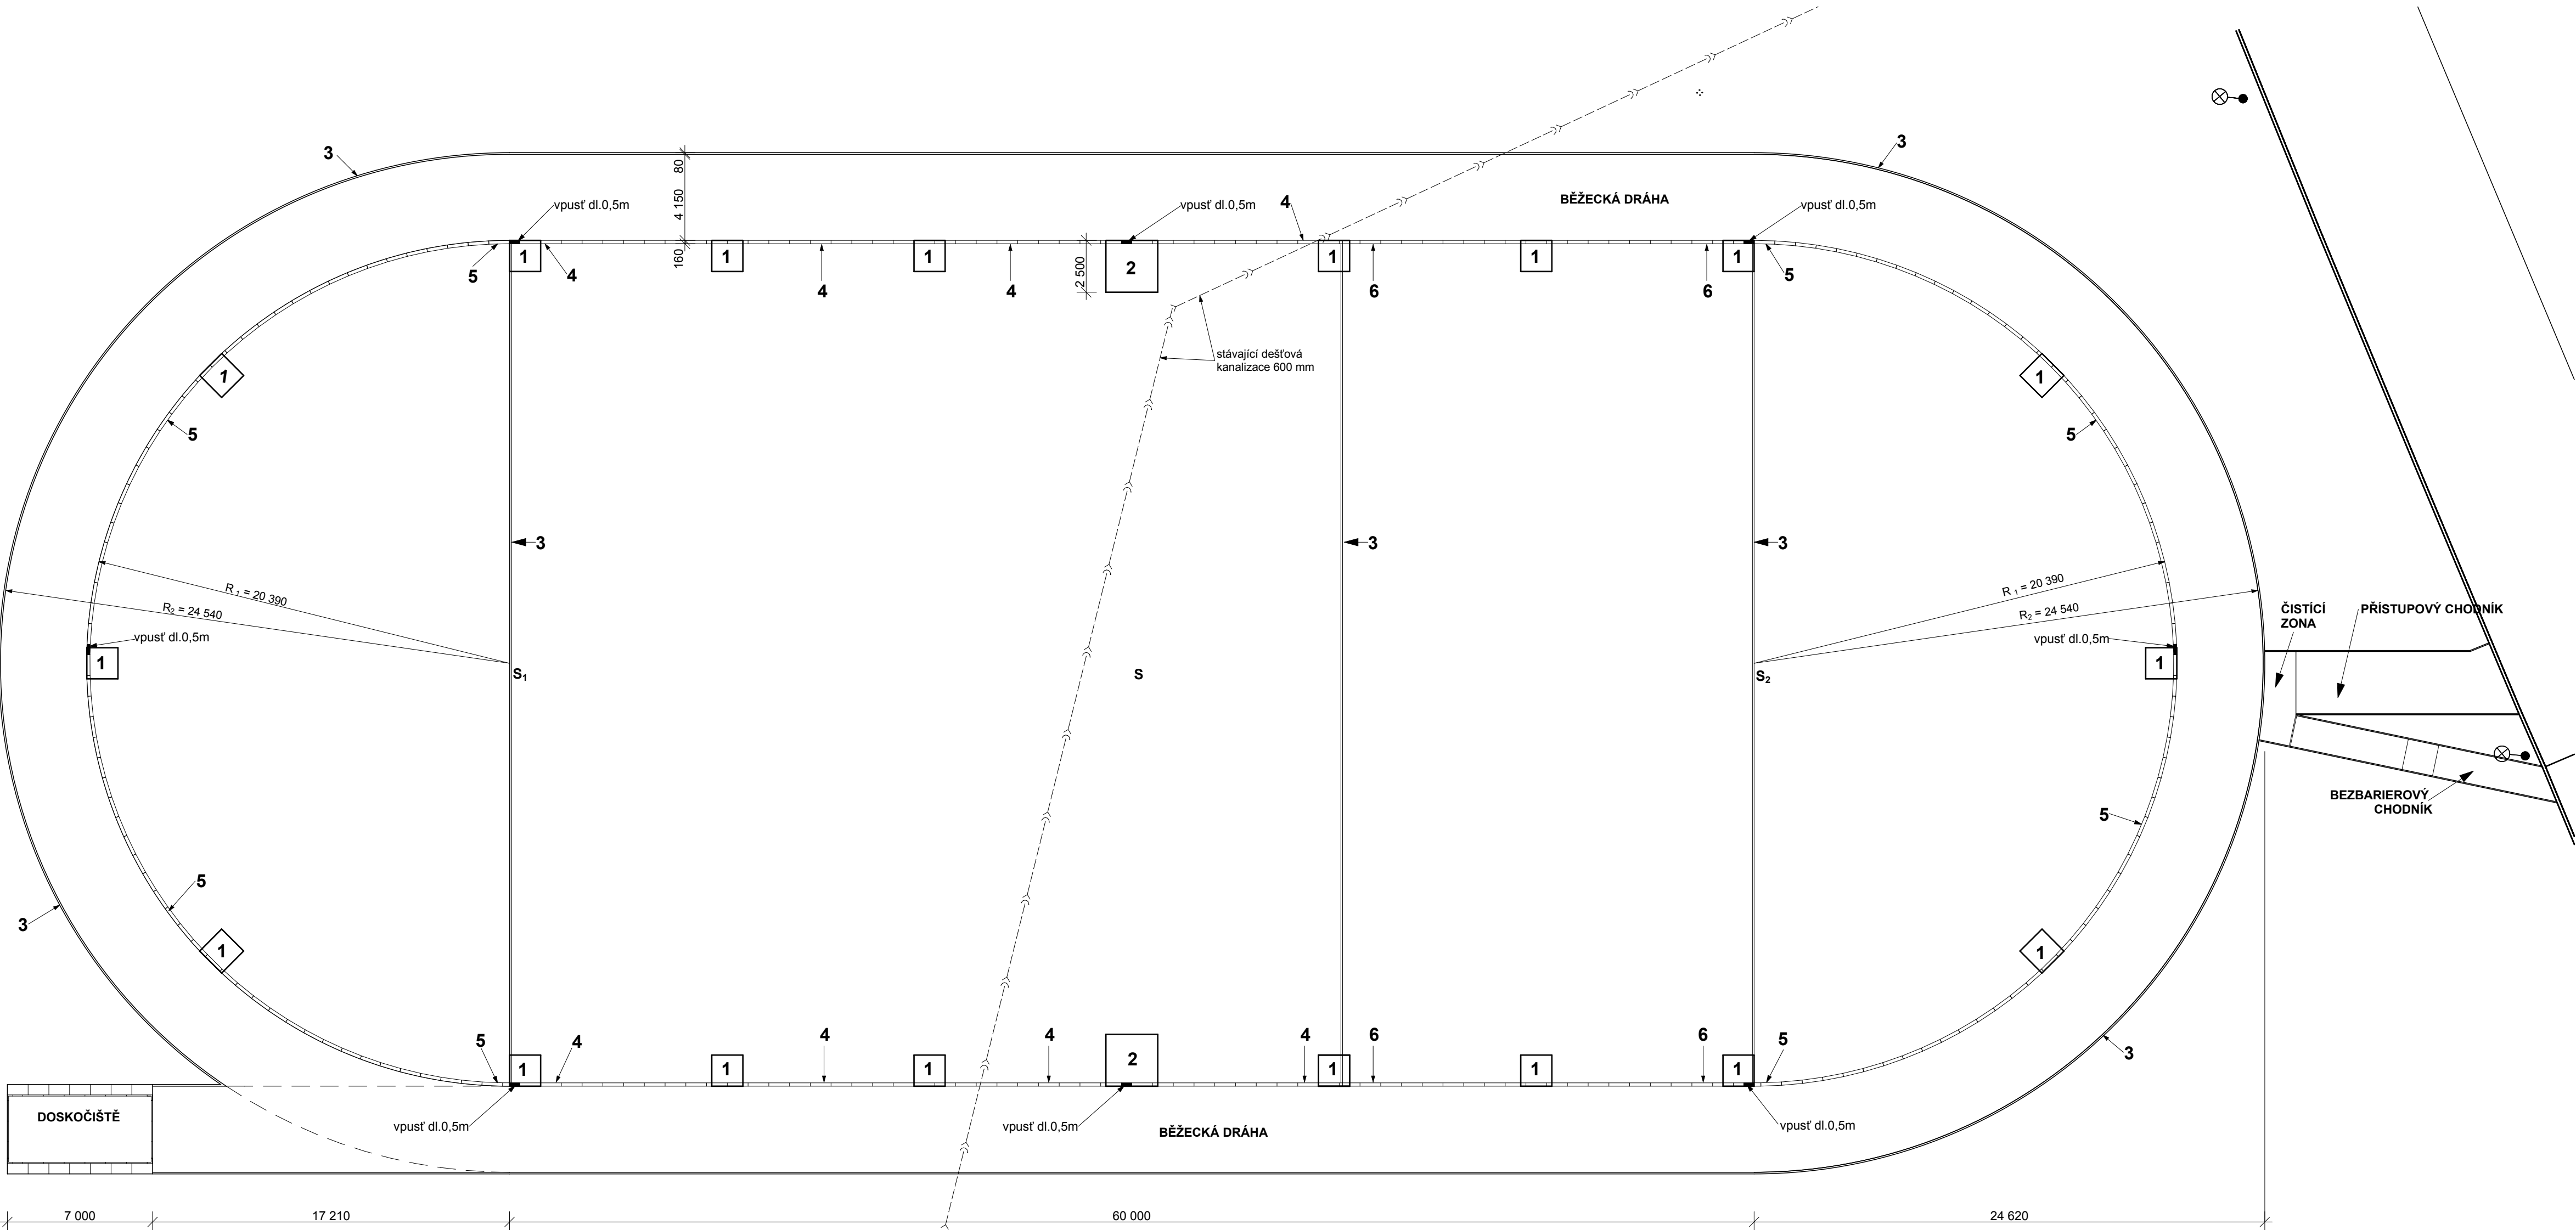 3
3
80
4 150
160
vpusť dl.0,5m
vpusť dl.0,5m
4
BĚŽECKÁ DRÁHA
vpusť dl.0,5m
1
1
1
2
1
1
1
5
4
4
4
2 500
6
6
5
stávající dešťová
kanalizace 600 mm
1
1
5
5
3
3
3
R 1 = 20 390
R2 = 24 540
R 1 = 20 390
R2 = 24 540
vpusť dl.0,5m
vpusť dl.0,5m
ČISTÍCÍ
ZONA
PŘÍSTUPOVÝ CHODNÍK
1
1
S1
S
S2
BEZBARIEROVÝ
CHODNÍK
5
5
3
1
1
5
4
4
4
4
6
6
5
3
1
1
1
2
1
1
1
DOSKOČIŠTĚ
vpusť dl.0,5m
vpusť dl.0,5m
BĚŽECKÁ DRÁHA
vpusť dl.0,5m
7 000
17 210
60 000
24 620